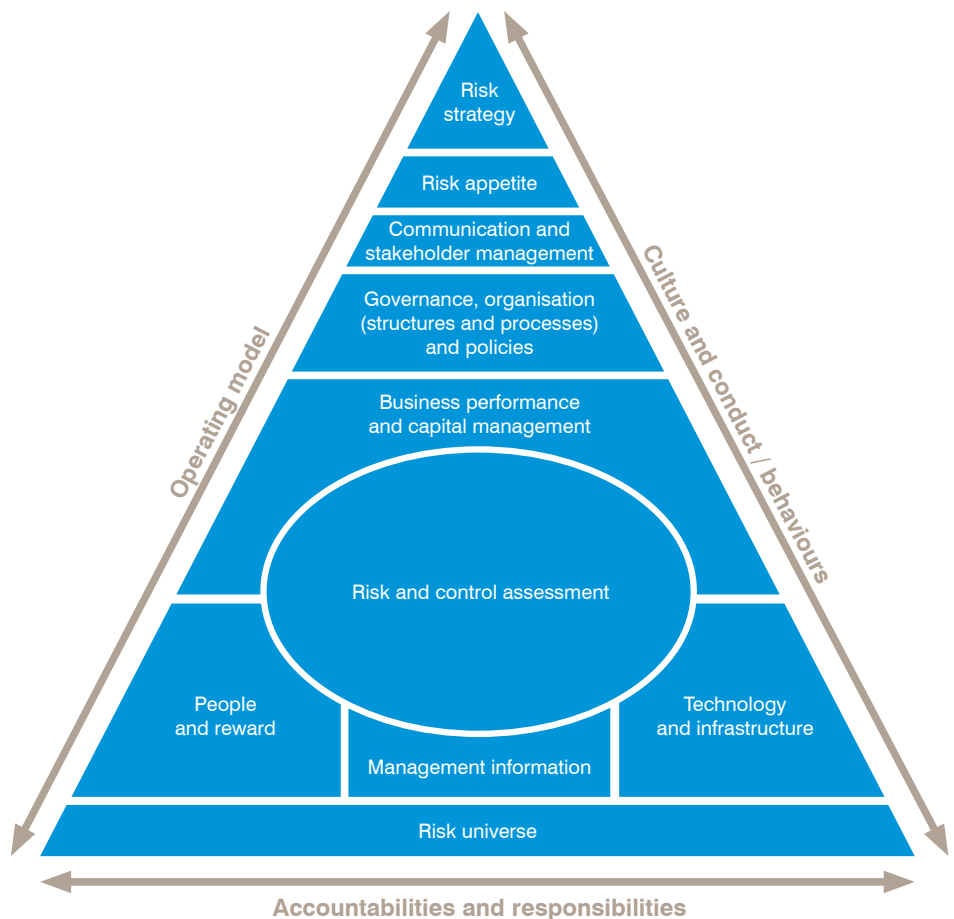 Risk
strategy
Risk appetite
Communication and
stakeholder management
Governance, organisation
(structures and processes)
and policies
Business performance
and capital management
Operating model
Culture and conduct / behaviours
Risk and control assessment
People
and reward
Technology
and infrastructure
Management information
Risk universe
Accountabilities and responsibilities